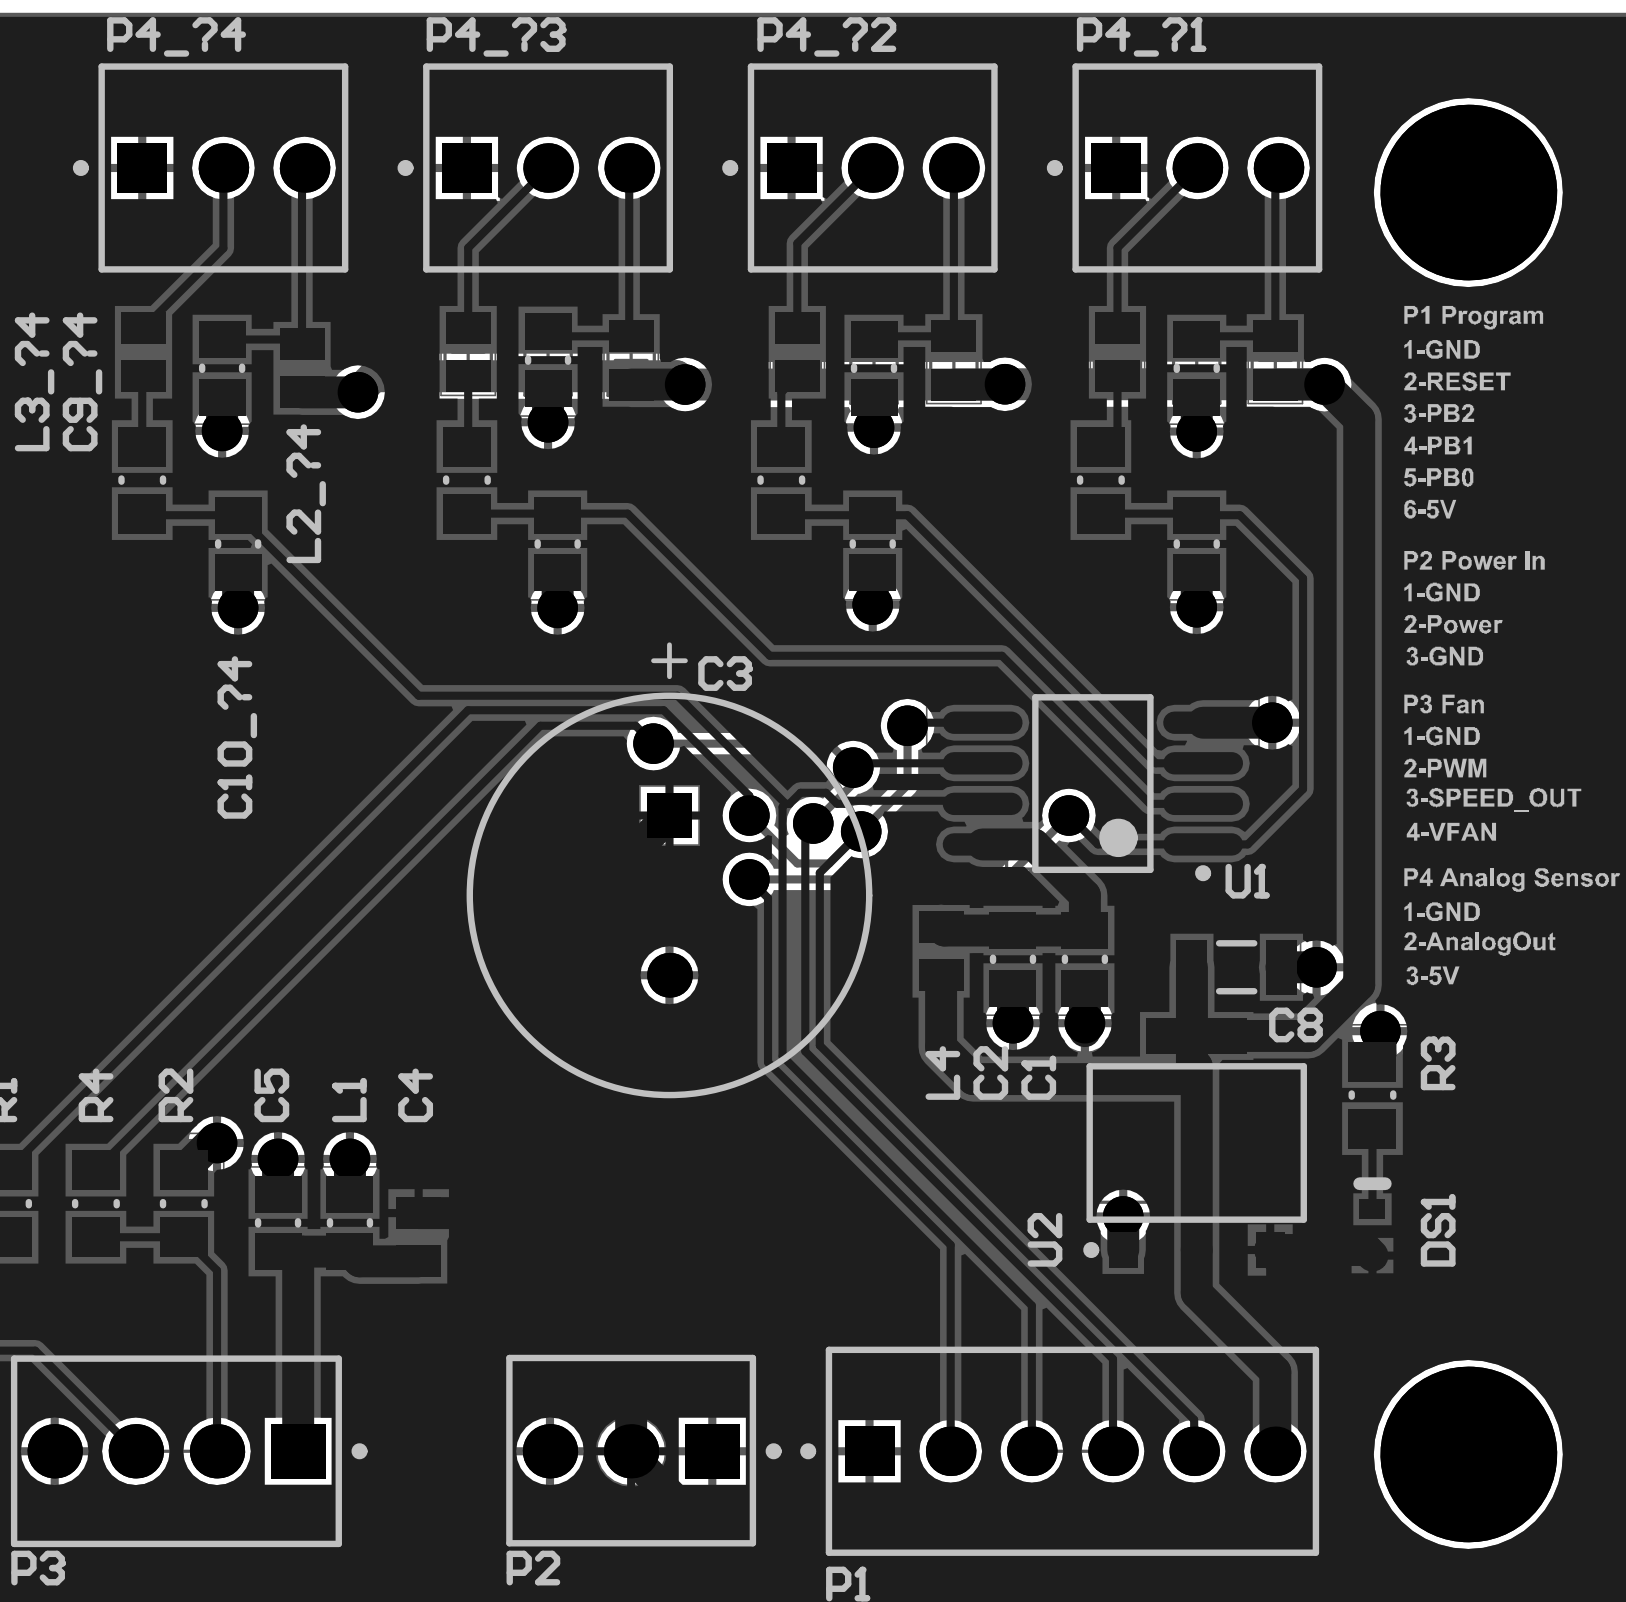 P4_?4
P4_?3
P4_?2
P4_?1
L3_?4
C9_?4
L2_?4
C10_?4
P1 Program
1-GND
2-RESET
3-PB2
4-PB1
5-PB0
6-5V
P2 Power In
1-GND
2-Power
3-GND
P3 Fan
1-GND
2-PWM
3-SPEED_OUT
4-VFAN
P4 Analog Sensor
1-GND
2-AnalogOut
3-5V
C3
U1
C8
L4
C2
C1
R3
R1
R4
R2
C5
L1
C4
U2
DS1
P3
P2
P1